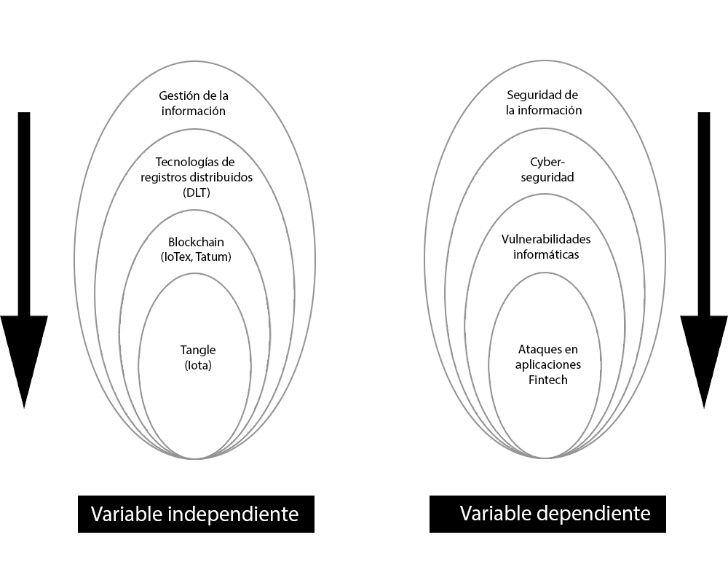 Gestión de la
información
Tecnologías de
registros distribuidos
(DLT)
Blockchain
(IoTex, Tatum)
Tangle
(Iota)
Variable independiente
Seguridad de
la información
Cyber-
seguridad
Vulnerabilidades
informáticas
Ataques en
aplicaciones
Fintech
Variable dependiente